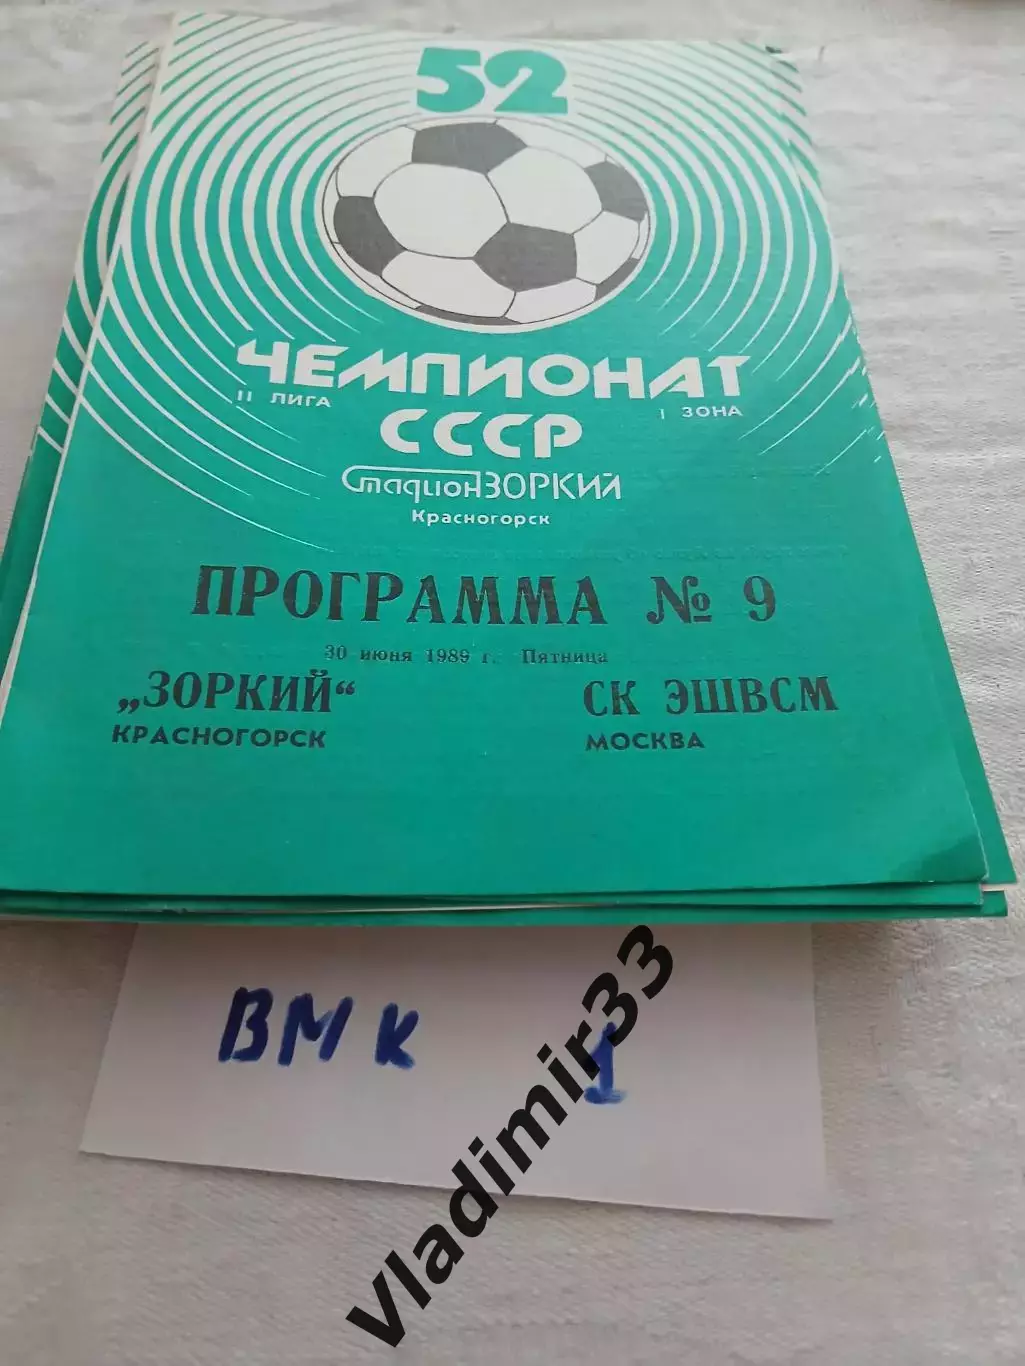 52
ЧЕМПИОНАТ
II ЛИГА I ЗОНА
СССР
Стадион ЗОРКИЙ
Красногорск
ПРОГРАММА № 9
30 июня 1989 г. Пятница
„ЗОРКИЙ“ СК ЭШВСМ
КРАСНОГОРСК МОСКВА
ВМК 1
Vladimir33